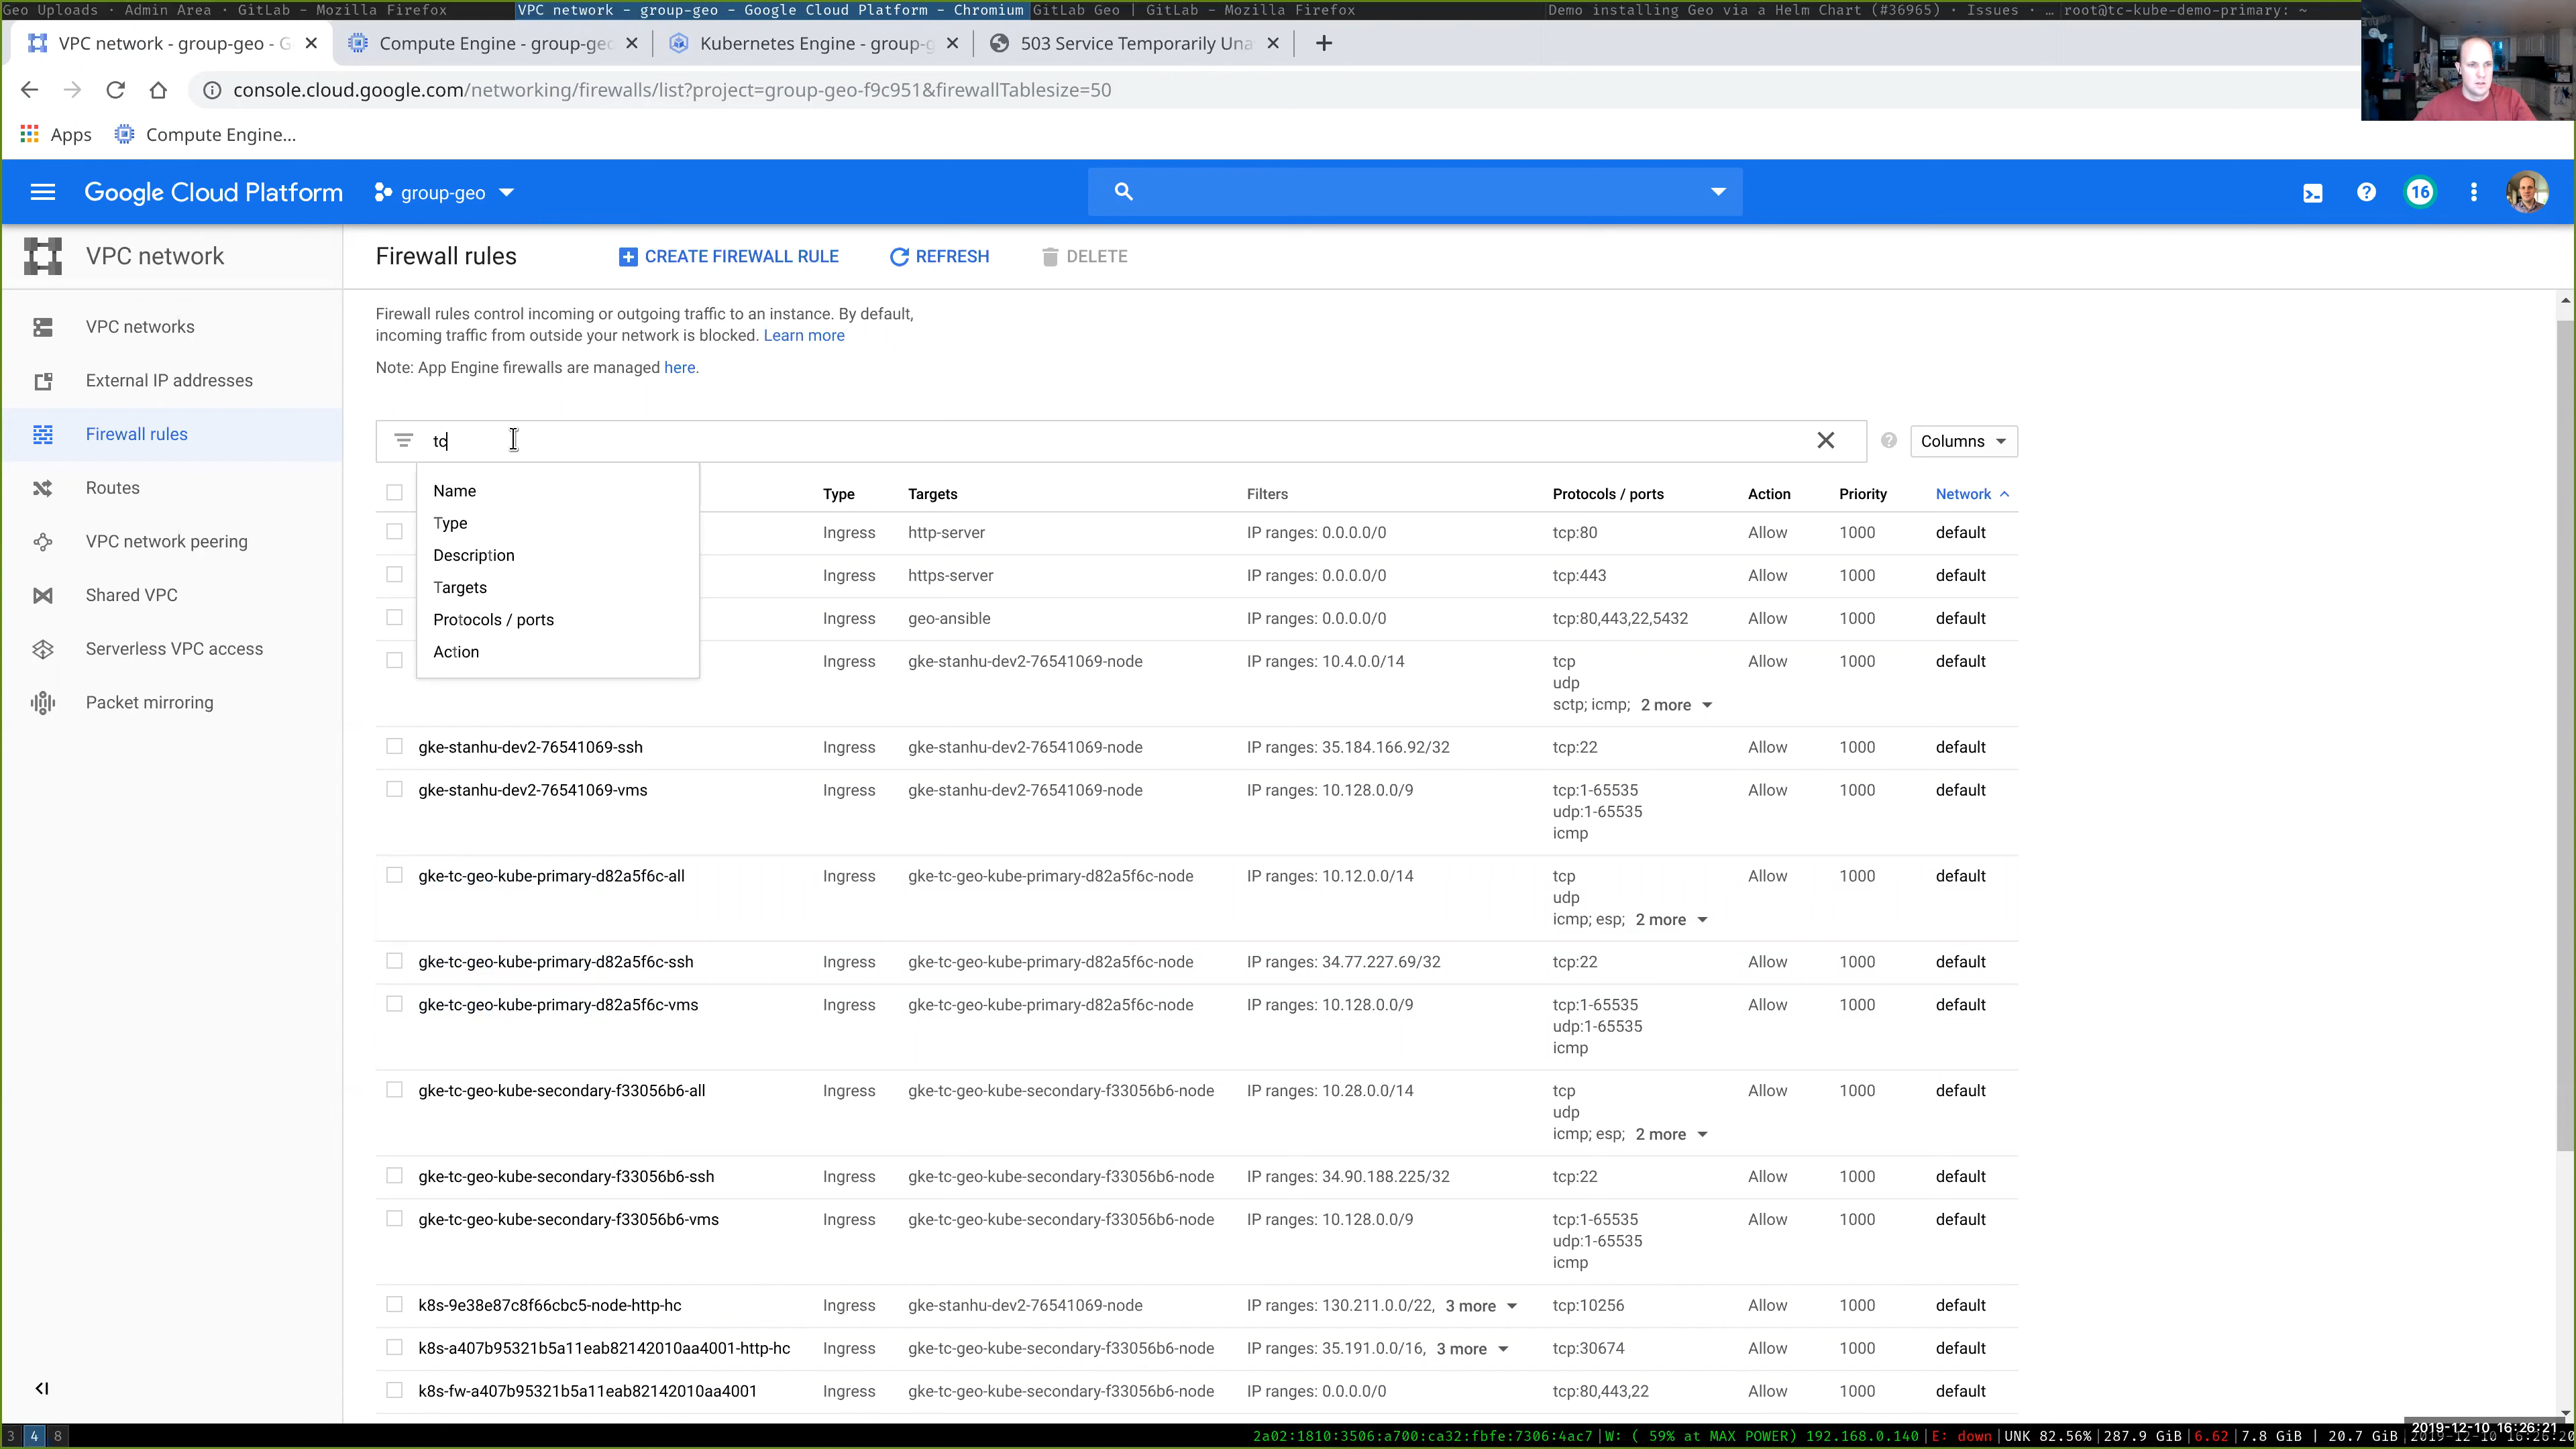 Geo Uploads · Admin Area · GitLab - Mozilla Firefox
VPC network - group-geo - Google Cloud Platform - Chromium
GitLab Geo | GitLab - Mozilla Firefox
Demo installing Geo via a Helm Chart (#36965) · Issues · …
root@tc-kube-demo-primary: ~
VPC network - group-geo - G
Compute Engine - group-geo
Kubernetes Engine - group-g
503 Service Temporarily Una
console.cloud.google.com/networking/firewalls/list?project=group-geo-f9c951&firewallTablesize=50
Apps
Compute Engine...
Google Cloud Platform
group-geo
16
VPC network
VPC networks
External IP addresses
Firewall rules
Routes
VPC network peering
Shared VPC
Serverless VPC access
Packet mirroring
Firewall rules
CREATE FIREWALL RULE
REFRESH
DELETE
Firewall rules control incoming or outgoing traffic to an instance. By default,
incoming traffic from outside your network is blocked. Learn more
Note: App Engine firewalls are managed here.
tc
Columns
Name
Type
Description
Targets
Protocols / ports
Action
Type Targets Filters Protocols / ports Action Priority Network
Ingress http-server IP ranges: 0.0.0.0/0 tcp:80 Allow 1000 default
Ingress https-server IP ranges: 0.0.0.0/0 tcp:443 Allow 1000 default
Ingress geo-ansible IP ranges: 0.0.0.0/0 tcp:80,443,22,5432 Allow 1000 default
Ingress gke-stanhu-dev2-76541069-node IP ranges: 10.4.0.0/14 tcp Allow 1000 default
udp
sctp; icmp; 2 more
gke-stanhu-dev2-76541069-ssh Ingress gke-stanhu-dev2-76541069-node IP ranges: 35.184.166.92/32 tcp:22 Allow 1000 default
gke-stanhu-dev2-76541069-vms Ingress gke-stanhu-dev2-76541069-node IP ranges: 10.128.0.0/9 tcp:1-65535 Allow 1000 default
udp:1-65535
icmp
gke-tc-geo-kube-primary-d82a5f6c-all Ingress gke-tc-geo-kube-primary-d82a5f6c-node IP ranges: 10.12.0.0/14 tcp Allow 1000 default
udp
icmp; esp; 2 more
gke-tc-geo-kube-primary-d82a5f6c-ssh Ingress gke-tc-geo-kube-primary-d82a5f6c-node IP ranges: 34.77.227.69/32 tcp:22 Allow 1000 default
gke-tc-geo-kube-primary-d82a5f6c-vms Ingress gke-tc-geo-kube-primary-d82a5f6c-node IP ranges: 10.128.0.0/9 tcp:1-65535 Allow 1000 default
udp:1-65535
icmp
gke-tc-geo-kube-secondary-f33056b6-all Ingress gke-tc-geo-kube-secondary-f33056b6-node IP ranges: 10.28.0.0/14 tcp Allow 1000 default
udp
icmp; esp; 2 more
gke-tc-geo-kube-secondary-f33056b6-ssh Ingress gke-tc-geo-kube-secondary-f33056b6-node IP ranges: 34.90.188.225/32 tcp:22 Allow 1000 default
gke-tc-geo-kube-secondary-f33056b6-vms Ingress gke-tc-geo-kube-secondary-f33056b6-node IP ranges: 10.128.0.0/9 tcp:1-65535 Allow 1000 default
udp:1-65535
icmp
k8s-9e38e87c8f66cbc5-node-http-hc Ingress gke-stanhu-dev2-76541069-node IP ranges: 130.211.0.0/22, 3 more tcp:10256 Allow 1000 default
k8s-a407b95321b5a11eab82142010aa4001-http-hc Ingress gke-tc-geo-kube-secondary-f33056b6-node IP ranges: 35.191.0.0/16, 3 more tcp:30674 Allow 1000 default
k8s-fw-a407b95321b5a11eab82142010aa4001 Ingress gke-tc-geo-kube-secondary-f33056b6-node IP ranges: 0.0.0.0/0 tcp:80,443,22 Allow 1000 default
2019-12-10 16:26:21
3 4 8
2a02:1810:3506:a700:ca32:fbfe:7306:4ac7|W: ( 59% at MAX POWER) 192.168.0.140|E: down|UNK 82.56%|287.9 GiB|6.62|7.8 GiB | 20.7 GiB